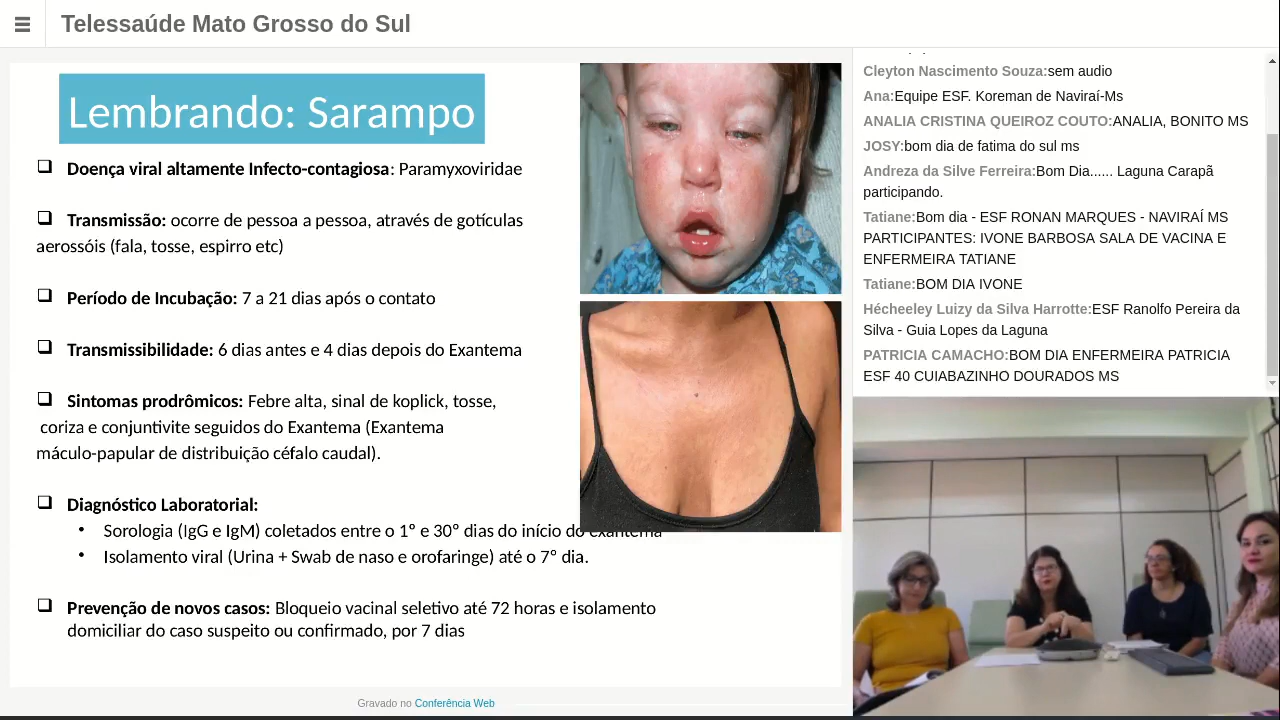 Telessaúde Mato Grosso do Sul
Lembrando: Sarampo
Doença viral altamente Infecto-contagiosa: Paramyxoviridae
Transmissão: ocorre de pessoa a pessoa, através de gotículas
aerossóis (fala, tosse, espirro etc)
Período de Incubação: 7 a 21 dias após o contato
Transmissibilidade: 6 dias antes e 4 dias depois do Exantema
Sintomas prodrômicos: Febre alta, sinal de koplick, tosse,
coriza e conjuntivite seguidos do Exantema (Exantema
máculo-papular de distribuição céfalo caudal).
Diagnóstico Laboratorial:
• Sorologia (IgG e IgM) coletados entre o 1º e 30º dias do início do exantema
• Isolamento viral (Urina + Swab de naso e orofaringe) até o 7º dia.
Prevenção de novos casos: Bloqueio vacinal seletivo até 72 horas e isolamento
domiciliar do caso suspeito ou confirmado, por 7 dias
Gravado no Conferência Web
Cleyton Nascimento Souza:sem audio
Ana:Equipe ESF. Koreman de Naviraí-Ms
ANALIA CRISTINA QUEIROZ COUTO:ANALIA, BONITO MS
JOSY:bom dia de fatima do sul ms
Andreza da Silve Ferreira:Bom Dia...... Laguna Carapã
participando.
Tatiane:Bom dia - ESF RONAN MARQUES - NAVIRAÍ MS
PARTICIPANTES: IVONE BARBOSA SALA DE VACINA E
ENFERMEIRA TATIANE
Tatiane:BOM DIA IVONE
Hécheeley Luizy da Silva Harrotte:ESF Ranolfo Pereira da
Silva - Guia Lopes da Laguna
PATRICIA CAMACHO:BOM DIA ENFERMEIRA PATRICIA
ESF 40 CUIABAZINHO DOURADOS MS